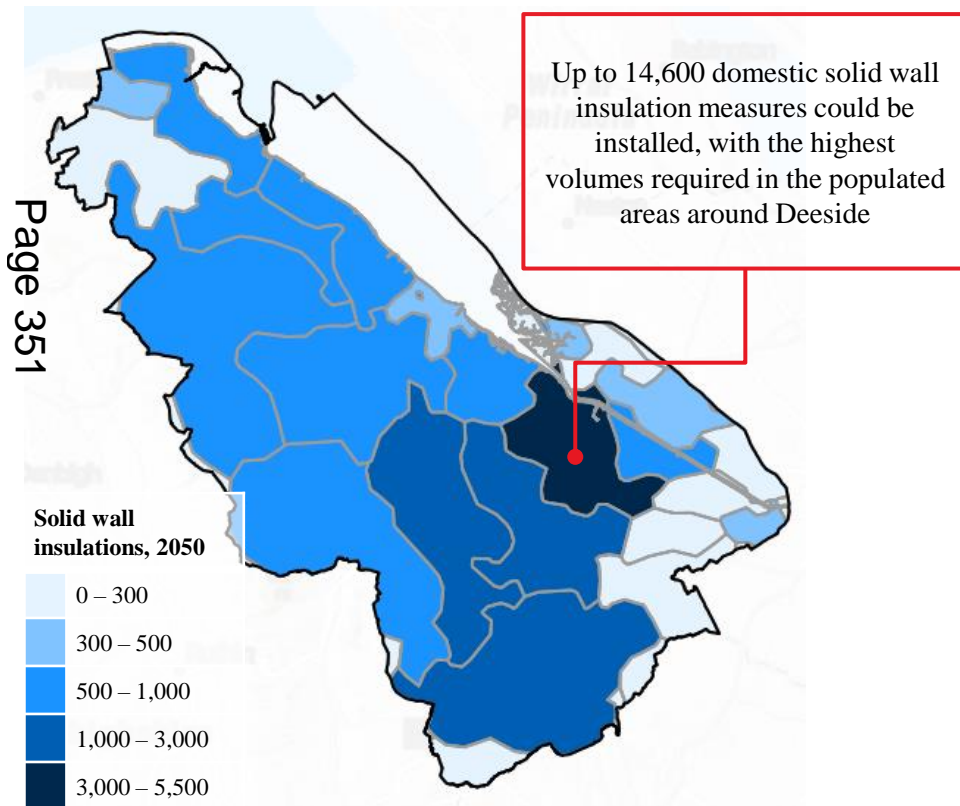 Up to 14,600 domestic solid wall
insulation measures could be
installed, with the highest
volumes required in the populated
areas around Deeside
Page 351
Solid wall
insulations, 2050
0 – 300
300 – 500
500 – 1,000
1,000 – 3,000
3,000 – 5,500